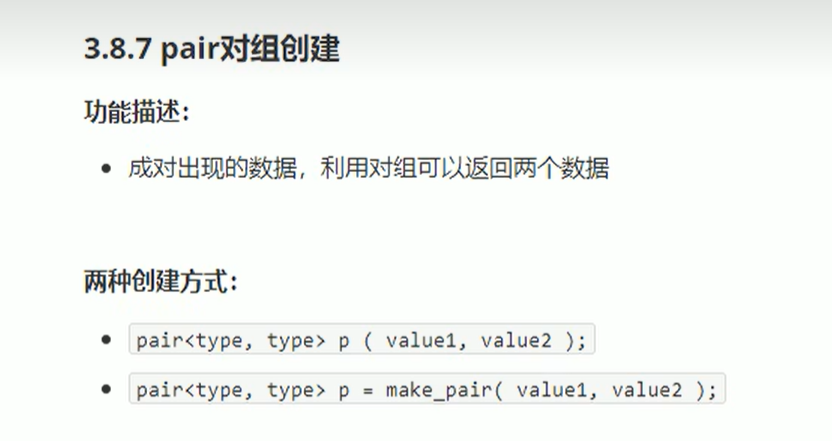 3.8.7 pair对组创建
功能描述：
• 成对出现的数据，利用对组可以返回两个数据
两种创建方式：
• pair<type, type> p ( value1, value2 );
• pair<type, type> p = make_pair( value1, value2 );